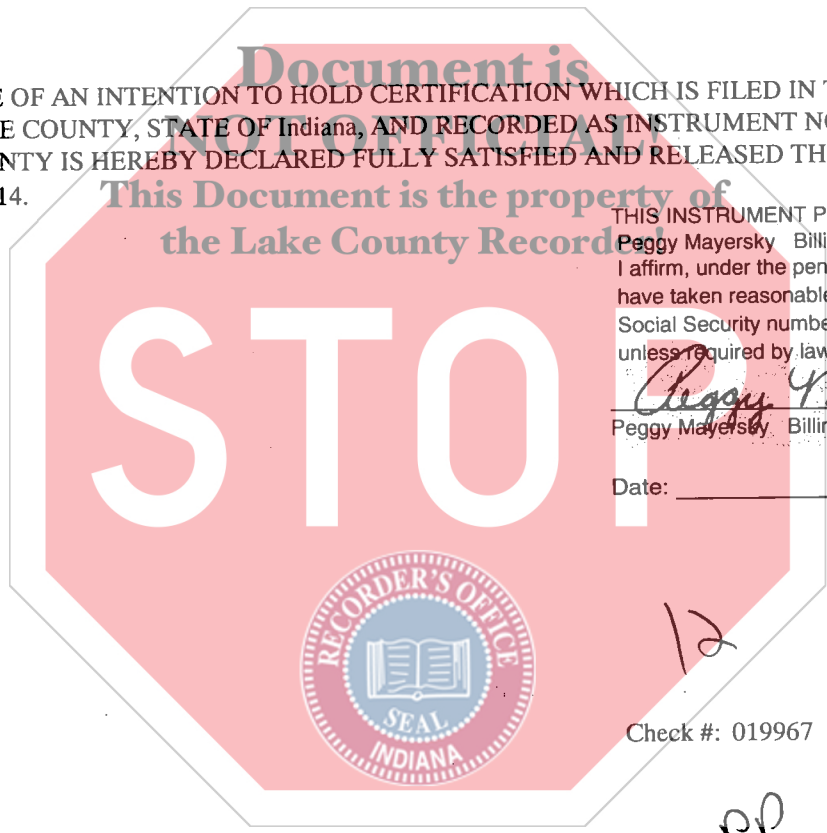 Document is
E OF AN INTENTION TO HOLD CERTIFICATION WHICH IS FILED IN T
E COUNTY, STATE OF Indiana, AND RECORDED AS INSTRUMENT NO
NOT OFFICIAL!
NTY IS HEREBY DECLARED FULLY SATISFIED AND RELEASED TH
14.
This Document is the property of
the Lake County Recorder!
THIS INSTRUMENT P
Peggy Mayersky Billi
I affirm, under the pen
have taken reasonable
Social Security numbe
unless required by law
Peggy
Peggy Mayersky Billin
Date:
STOP
RECORDER'S OFFICE
SEAL
INDIANA
12
Check #: 019967